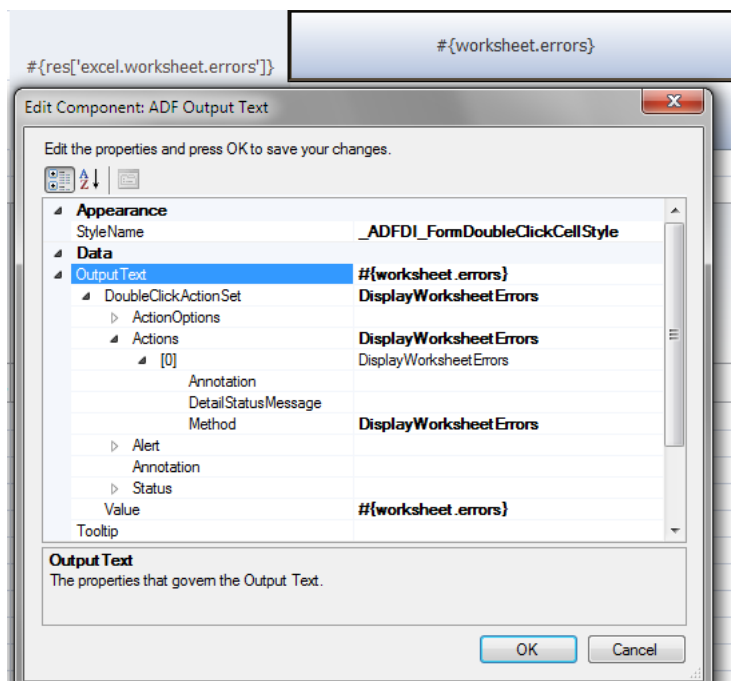 #{worksheet.errors}
#{res['excel.worksheet.errors']}
Edit Component: ADF Output Text
Edit the properties and press OK to save your changes.
Appearance
StyleName _ADFDI_FormDoubleClickCellStyle
Data
OutputText #{worksheet.errors}
DoubleClickActionSet DisplayWorksheetErrors
ActionOptions
Actions DisplayWorksheetErrors
[0] DisplayWorksheetErrors
Annotation
DetailStatusMessage
Method DisplayWorksheetErrors
Alert
Annotation
Status
Value #{worksheet.errors}
Tooltip
OutputText
The properties that govern the Output Text.
OK Cancel